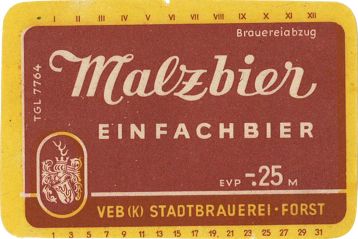 I II III IV V VI VII VIII IX X XI XII
Brauereiabzug
TGL 7764
Malzbier
EINFACHBIER
EVP -.25 M
VEB (K) STADTBRAUEREI · FORST
1 3 5 7 9 11 13 15 17 19 21 23 25 27 29 31